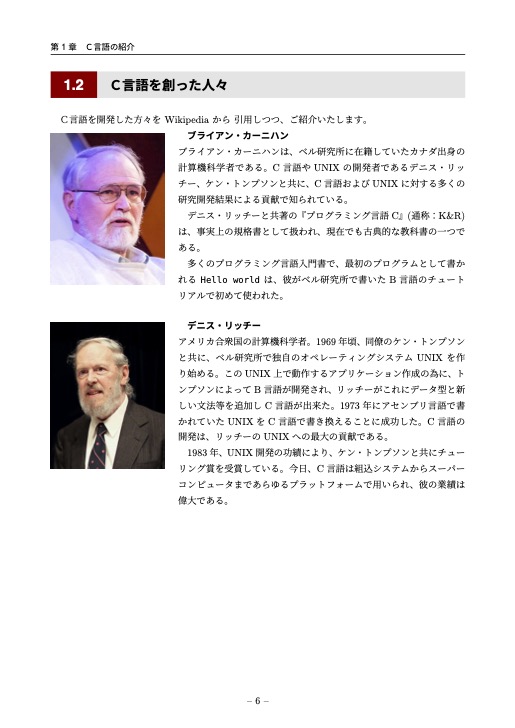 第 1 章　C 言語の紹介
1.2　C言語を創った人々
C 言語を開発した方々を Wikipedia から 引用しつつ、ご紹介いたします。
ブライアン・カーニハン
ブライアン・カーニハンは、ベル研究所に在籍していたカナダ出身の
計算機科学者である。C 言語や UNIX の開発者であるデニス・リッ
チー、ケン・トンプソンと共に、C 言語および UNIX に対する多くの
研究開発結果による貢献で知られている。
デニス・リッチーと共著の『プログラミング言語 C』(通称：K&R)
は、事実上の規格書として扱われ、現在でも古典的な教科書の一つで
ある。
多くのプログラミング言語入門書で、最初のプログラムとして書か
れる Hello world は、彼がベル研究所で書いた B 言語のチュート
リアルで初めて使われた。
デニス・リッチー
アメリカ合衆国の計算機科学者。1969 年頃、同僚のケン・トンプソン
と共に、ベル研究所で独自のオペレーティングシステム UNIX を作
り始める。この UNIX 上で動作するアプリケーション作成の為に、ト
ンプソンによって B 言語が開発され、リッチーがこれにデータ型と新
しい文法等を追加し C 言語が出来た。1973 年にアセンブリ言語で書
かれていた UNIX を C 言語で書き換えることに成功した。C 言語の
開発は、リッチーの UNIX への最大の貢献である。
1983 年、UNIX 開発の功績により、ケン・トンプソンと共にチュー
リング賞を受賞している。今日、C 言語は組込システムからスーパー
コンピュータまであらゆるプラットフォームで用いられ、彼の業績は
偉大である。
– 6 –